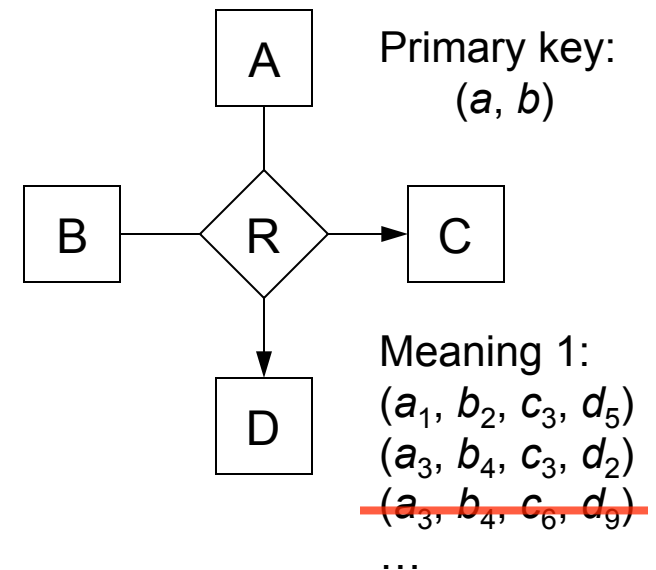 A
Primary key:
(a, b)
B
R
C
D
Meaning 1:
(a₁, b₂, c₃, d₅)
(a₃, b₄, c₃, d₂)
(a₃, b₄, c₆, d₉)
...